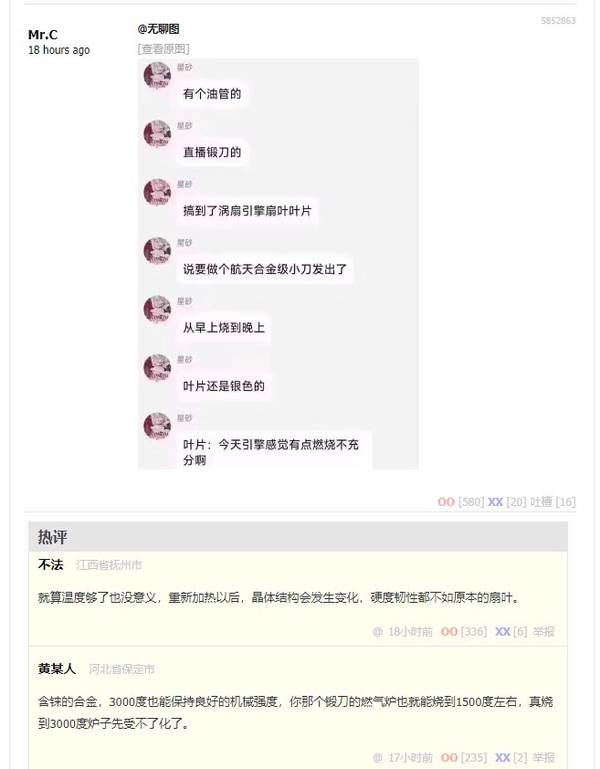 5852863
Mr.C
18 hours ago
@无聊图
[查看原图]
星砂
有个油管的
星砂
直播锻刀的
星砂
搞到了涡扇引擎扇叶叶片
星砂
说要做个航天合金级小刀发出了
星砂
从早上烧到晚上
星砂
叶片还是银色的
星砂
叶片：今天引擎感觉有点燃烧不充
分啊
OO [580] XX [20] 吐槽 [16]
热评
不法 江西省抚州市
就算温度够了也没意义，重新加热以后，晶体结构会发生变化，硬度韧性都不如原本的扇叶。
@ 18小时前 OO [336] XX [6] 举报
黄某人 河北省保定市
含铼的合金，3000度也能保持良好的机械强度，你那个锻刀的燃气炉也就能烧到1500度左右，真烧
到3000度炉子先受不了化了。
@ 17小时前 OO [235] XX [2] 举报